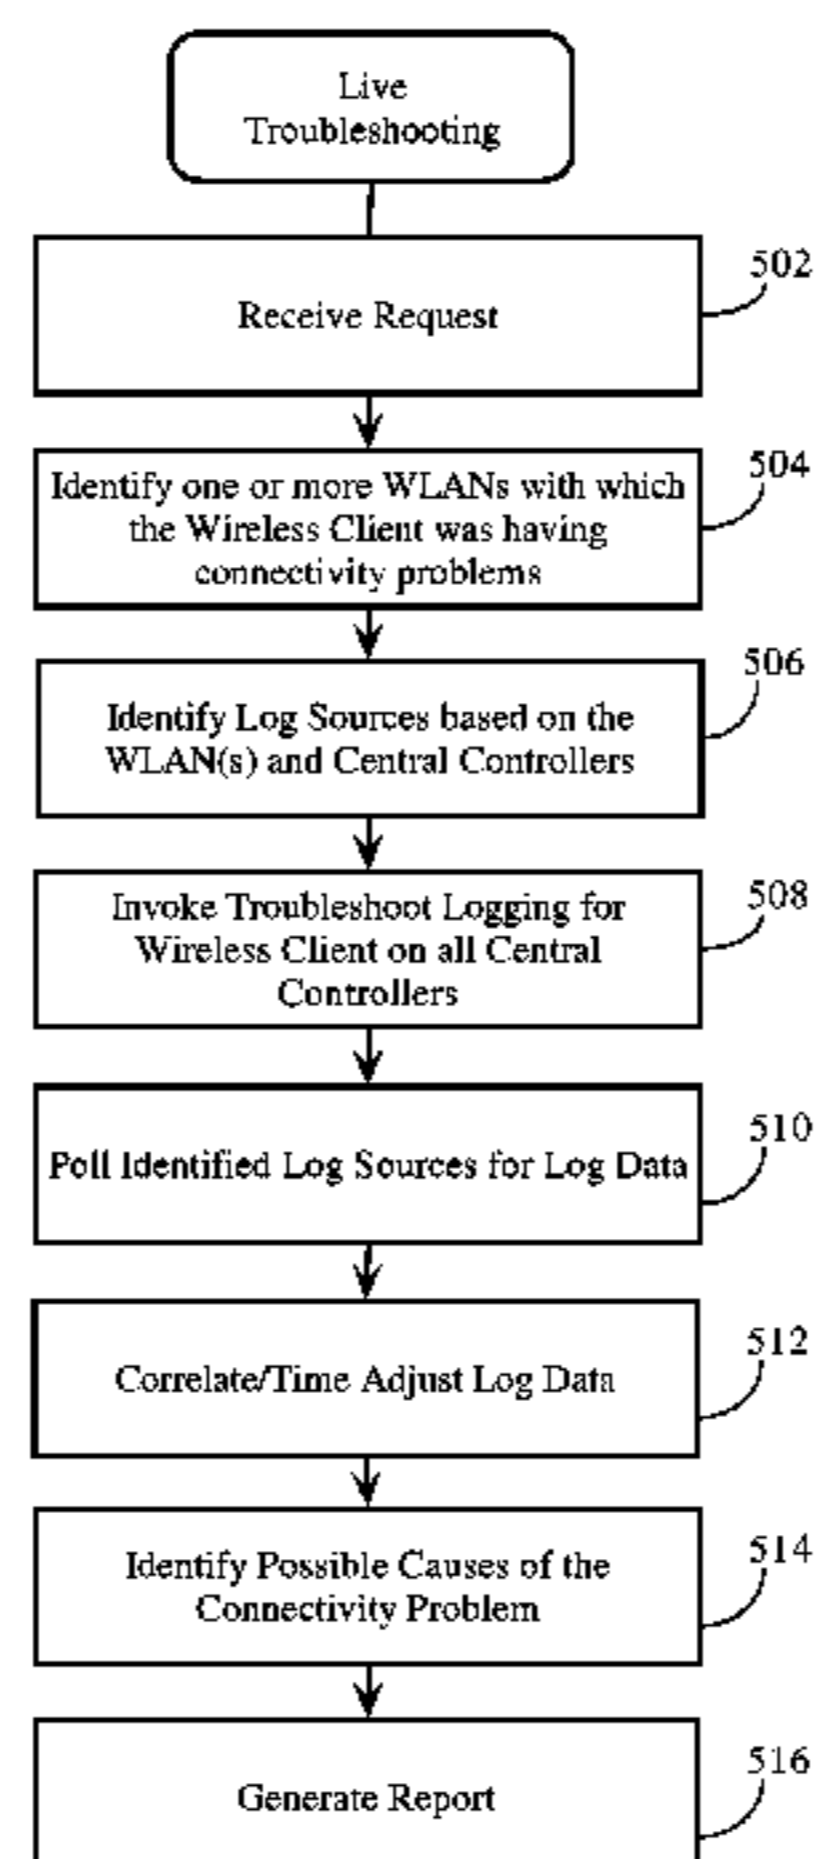 Live
Troubleshooting
502
Receive Request
504
Identify one or more WLANs with which
the Wireless Client was having
connectivity problems
506
Identify Log Sources based on the
WLAN(s) and Central Controllers
508
Invoke Troubleshoot Logging for
Wireless Client on all Central
Controllers
510
Poll Identified Log Sources for Log Data
512
Correlate/Time Adjust Log Data
514
Identify Possible Causes of the
Connectivity Problem
516
Generate Report